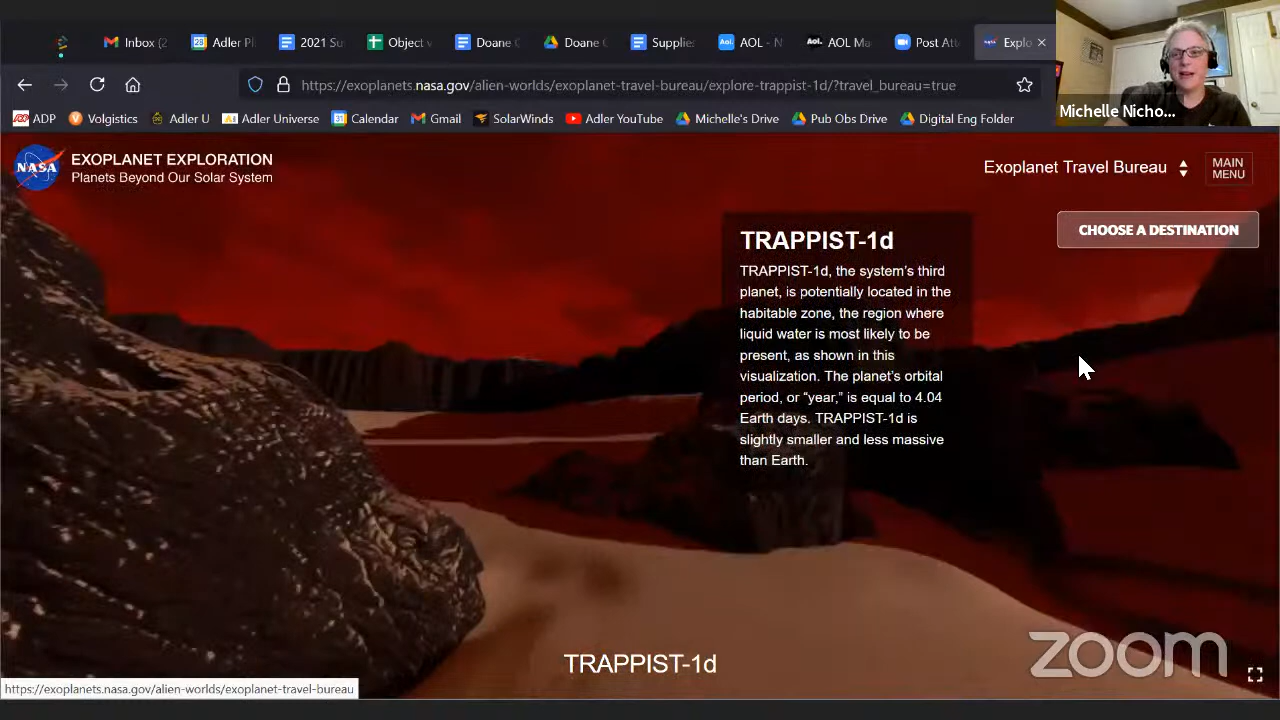 Inbox (2
Adler Pl
2021 Su
Object v
Doane C
Doane C
Supplies
AOL - N
AOL Ma
Post Att
Explo
https://exoplanets.nasa.gov/alien-worlds/exoplanet-travel-bureau/explore-trappist-1d/?travel_bureau=true
Michelle Nicho...
ADP
Volgistics
Adler U
Adler Universe
Calendar
Gmail
SolarWinds
Adler YouTube
Michelle's Drive
Pub Obs Drive
Digital Eng Folder
NASA
EXOPLANET EXPLORATION
Planets Beyond Our Solar System
Exoplanet Travel Bureau
MAIN
MENU
CHOOSE A DESTINATION
TRAPPIST-1d
TRAPPIST-1d, the system's third
planet, is potentially located in the
habitable zone, the region where
liquid water is most likely to be
present, as shown in this
visualization. The planet's orbital
period, or “year,” is equal to 4.04
Earth days. TRAPPIST-1d is
slightly smaller and less massive
than Earth.
TRAPPIST-1d
zoom
https://exoplanets.nasa.gov/alien-worlds/exoplanet-travel-bureau